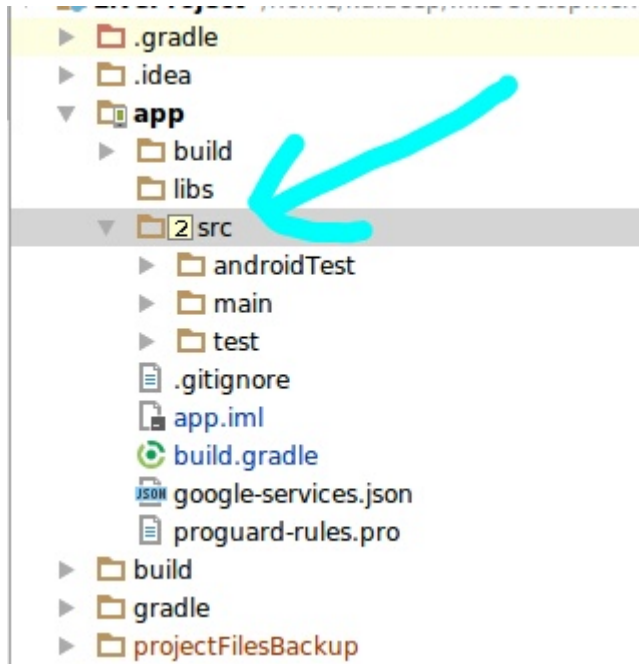 .gradle
.idea
app
build
libs
2 src
androidTest
main
test
.gitignore
app.iml
build.gradle
JSON google-services.json
proguard-rules.pro
build
gradle
projectFilesBackup